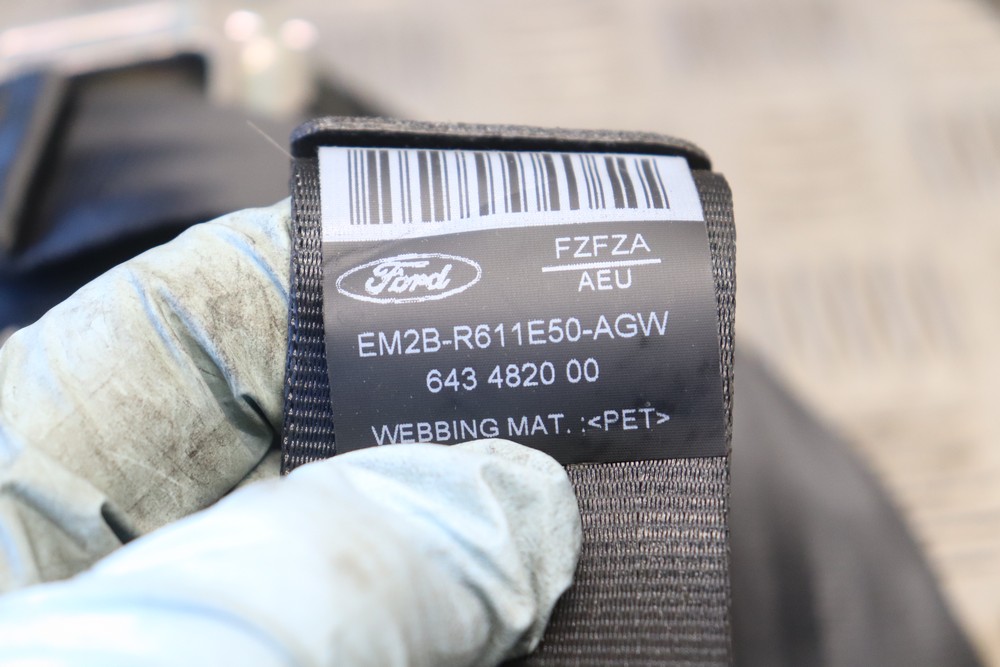 FZFZA
Ford
AEU
EM2B-R611E50-AGW
643 4820 00
WEBBING MAT. :<PET>